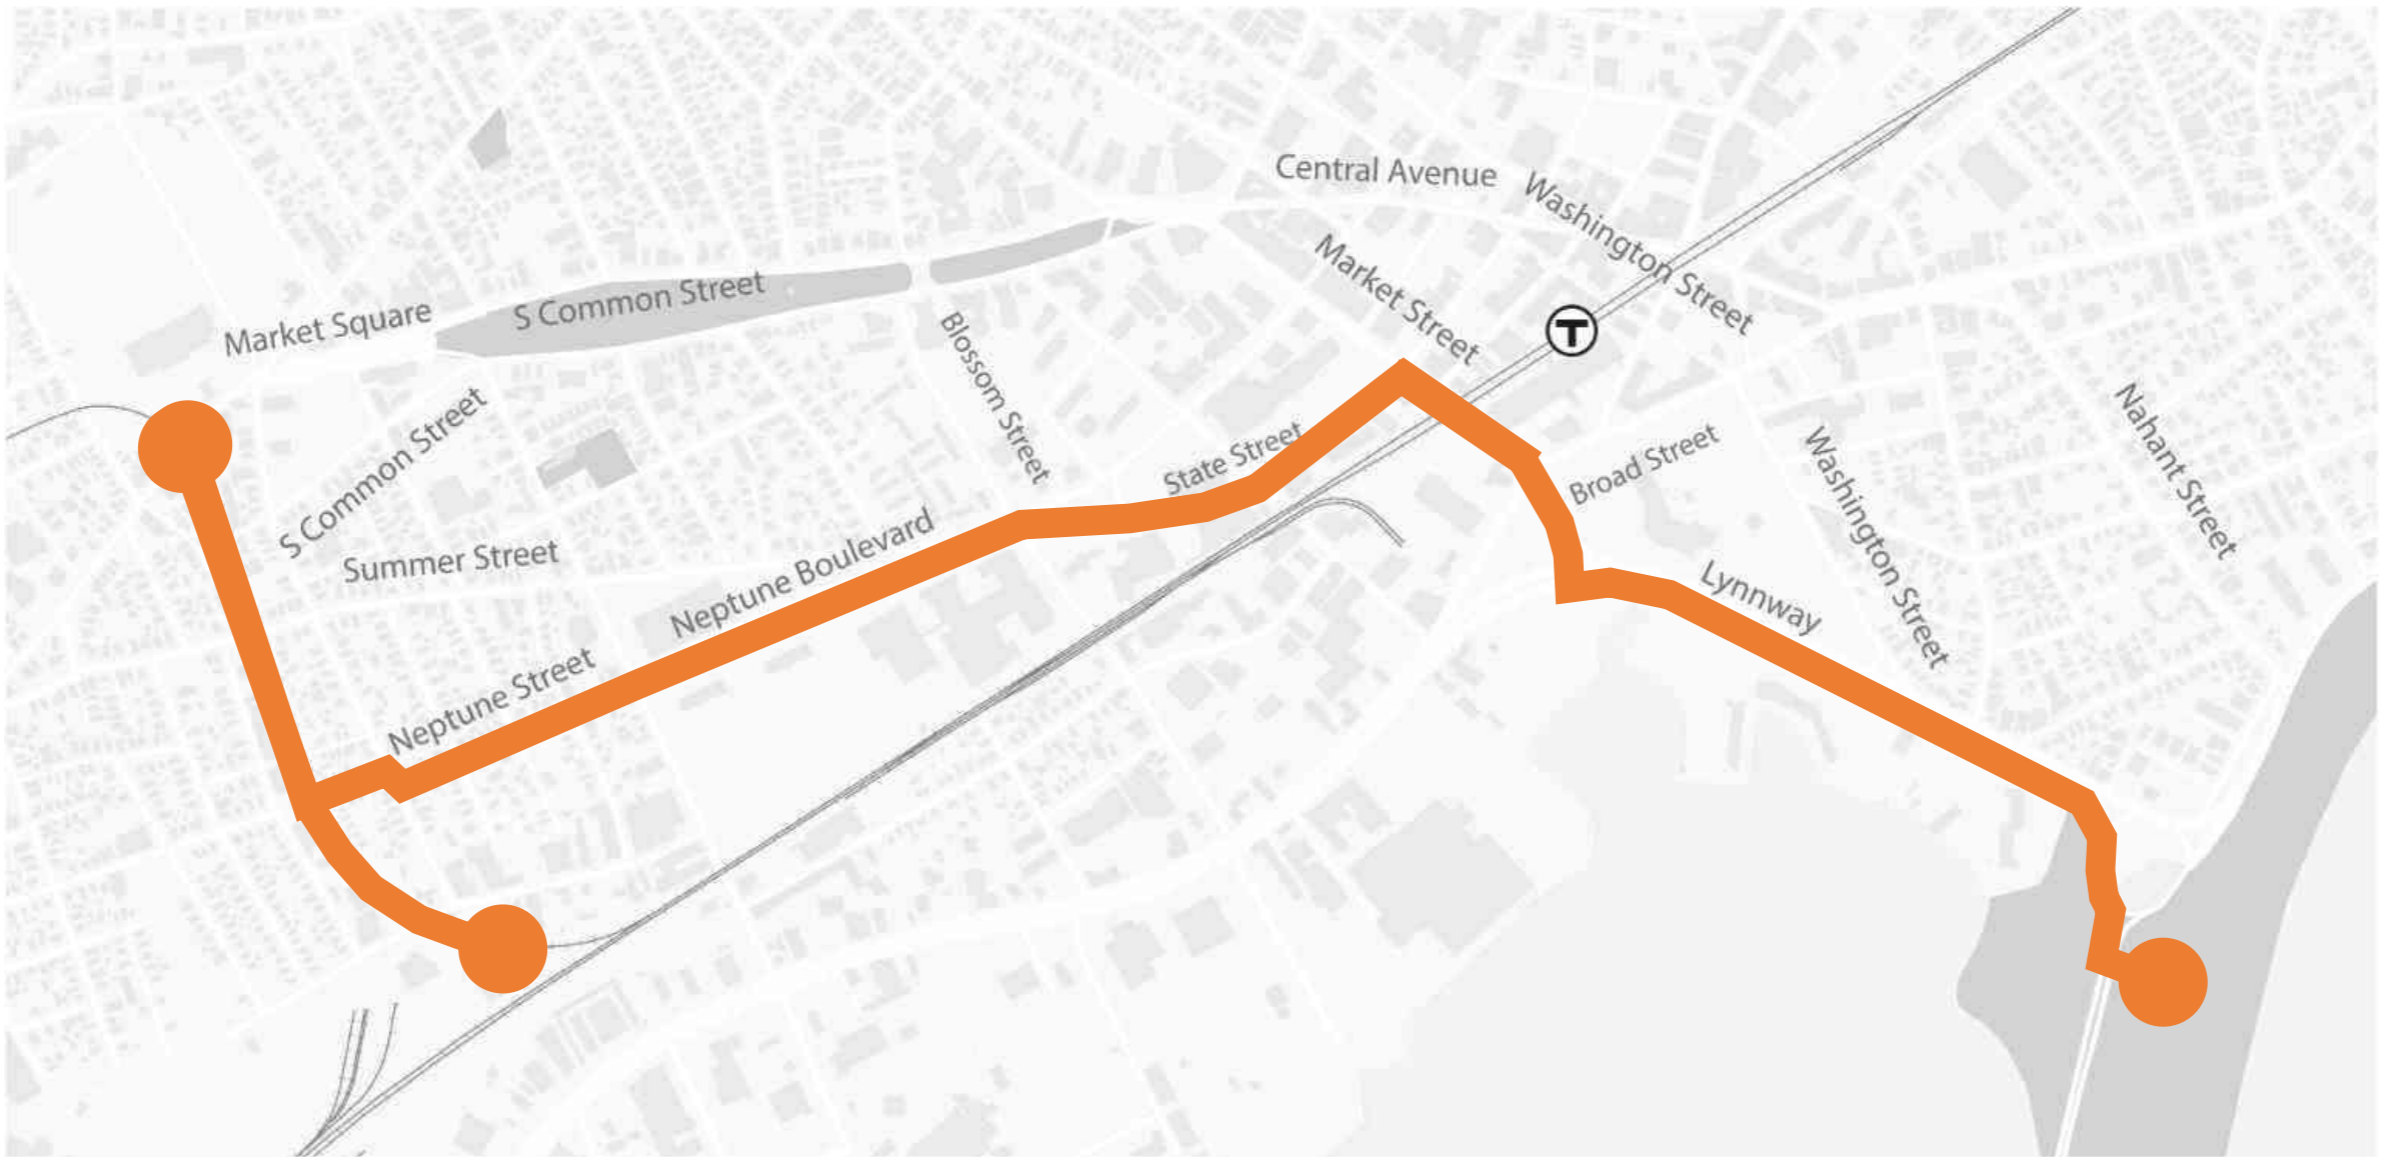 Central Avenue
Washington Street
Market Street
S Common Street
Market Square
T
Blossom Street
S Common Street
Nahant Street
State Street
Broad Street
Washington Street
Summer Street
Neptune Boulevard
Lynnway
Neptune Street